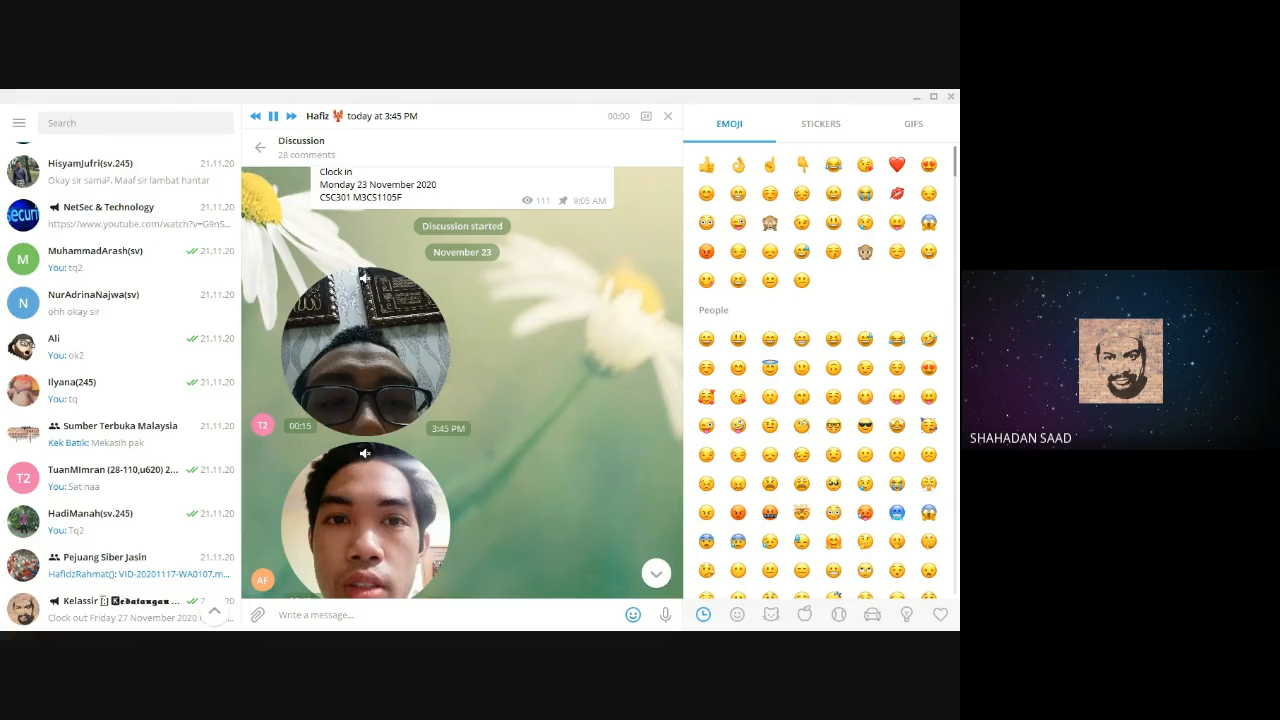 Search
HisyamJufri(sv.245) 21.11.20
Okay sir sama². Maaf sir lambat hantar
NetSec & Technology 21.11.20
https://www.youtube.com/watch?v=G9nS...
MuhammadArash(sv) 21.11.20
You: tq2
NurAdrinaNajwa(sv) 21.11.20
ohh okay sir
Ali 21.11.20
You: ok2
Ilyana(245) 21.11.20
You: tq
Sumber Terbuka Malaysia 21.11.20
Kek Batik: Mekasih pak
TuanMImran (28-110,u620) 2... 21.11.20
You: Sat naa
HadiManah(sv.245) 21.11.20
You: Tq2
Pejuang Siber Jasin 21.11.20
HafidzRahmat(): VID-20201117-WA0107.m...
Kelassir Kedatangan ...
Clock out Friday 27 November 2020
Hafiz today at 3:45 PM 00:00 2X
Discussion
28 comments
Clock in
Monday 23 November 2020
CSC301 M3CS1105F
111 9:05 AM
Discussion started
November 23
T2 00:15 3:45 PM
AF
Write a message...
EMOJI STICKERS GIFS
People
M
N
T2
Securi
SHAHADAN SAAD